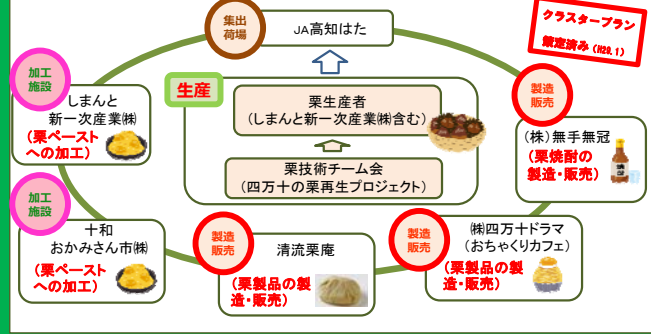 集出
荷場
JA高知はた
クラスタープラン
策定済み(H29.1)
加工
施設
しまんと
新一次産業㈱
(栗ペースト
への加工)
生産
栗生産者
(しまんと新一次産業㈱含む)
栗技術チーム会
(四万十の栗再生プロジェクト)
製造
販売
(株)無手無冠
(栗焼酎の
製造・販売)
加工
施設
十和
おかみさん市㈱
(栗ペースト
への加工)
製造
販売
清流栗庵
(栗製品の製
造・販売)
製造
販売
㈱四万十ドラマ
(おちゃくりカフェ)
(栗製品の製
造・販売)